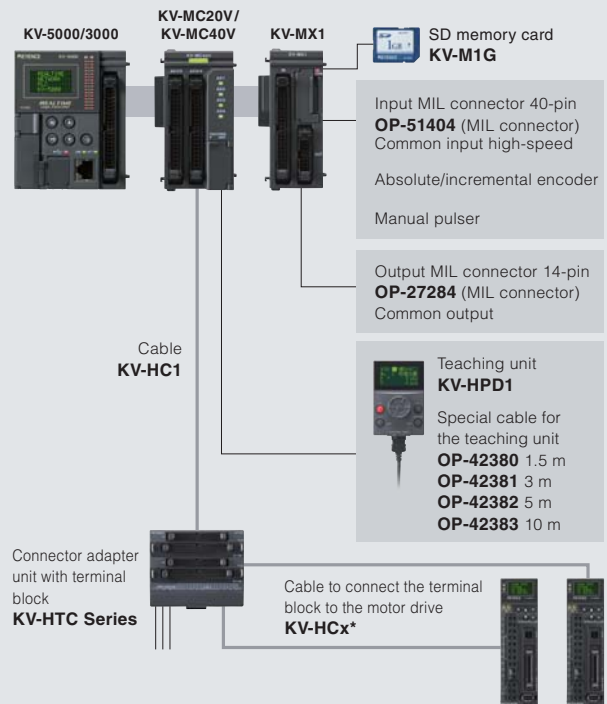 KV-5000/3000
KV-MC20V/
KV-MC40V
KV-MX1
SD memory card
KV-M1G
Input MIL connector 40-pin
OP-51404 (MIL connector)
Common input high-speed
Absolute/incremental encoder
Manual pulser
Output MIL connector 14-pin
OP-27284 (MIL connector)
Common output
Cable
KV-HC1
Teaching unit
KV-HPD1
Special cable for
the teaching unit
OP-42380 1.5 m
OP-42381 3 m
OP-42382 5 m
OP-42383 10 m
Connector adapter
unit with terminal
block
KV-HTC Series
Cable to connect the terminal
block to the motor drive
KV-HCx*